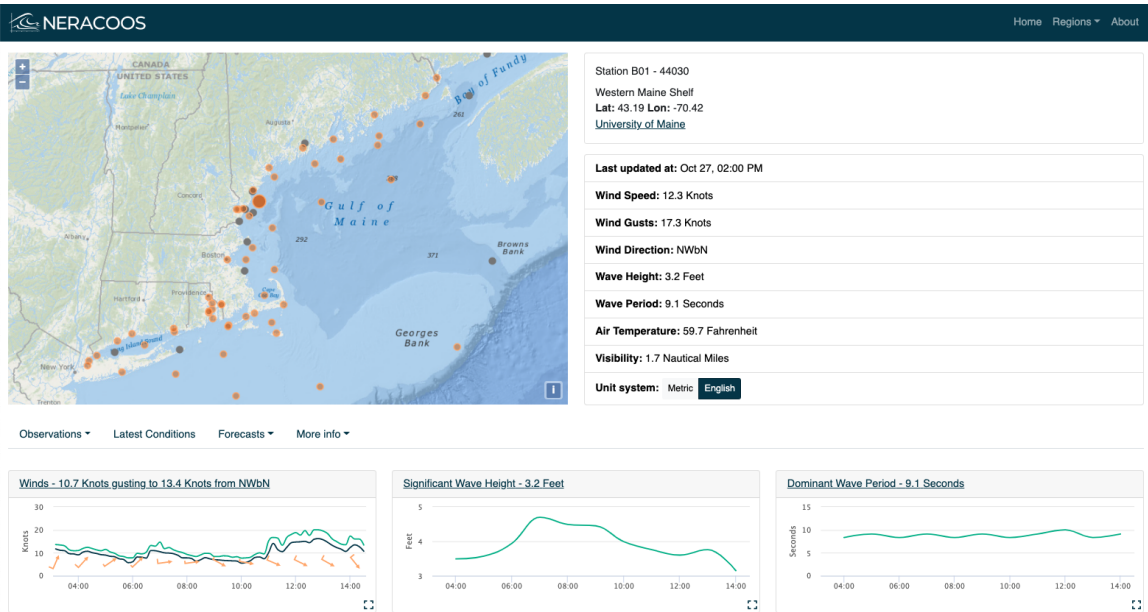 NERACOOS
Home Regions About
+
−
CANADA
UNITED STATES
Lake Champlain
Montpelier
Augusta
Bay of Fundy
261
Concord
Gulf of
Maine
292
371
Browns
Bank
Albany
Boston
Cape
Cod Bay
Hartford
Providence
Georges
Bank
Long Island Sound
New York
Trenton
i
Station B01 - 44030
Western Maine Shelf
Lat: 43.19 Lon: -70.42
University of Maine
Last updated at: Oct 27, 02:00 PM
Wind Speed: 12.3 Knots
Wind Gusts: 17.3 Knots
Wind Direction: NWbN
Wave Height: 3.2 Feet
Wave Period: 9.1 Seconds
Air Temperature: 59.7 Fahrenheit
Visibility: 1.7 Nautical Miles
Unit system: Metric English
Observations Latest Conditions Forecasts More info
Winds - 10.7 Knots gusting to 13.4 Knots from NWbN
Knots
30
20
10
0
04:00 06:00 08:00 10:00 12:00 14:00
Significant Wave Height - 3.2 Feet
Feet
5
4
3
04:00 06:00 08:00 10:00 12:00 14:00
Dominant Wave Period - 9.1 Seconds
Seconds
15
10
5
0
04:00 06:00 08:00 10:00 12:00 14:00